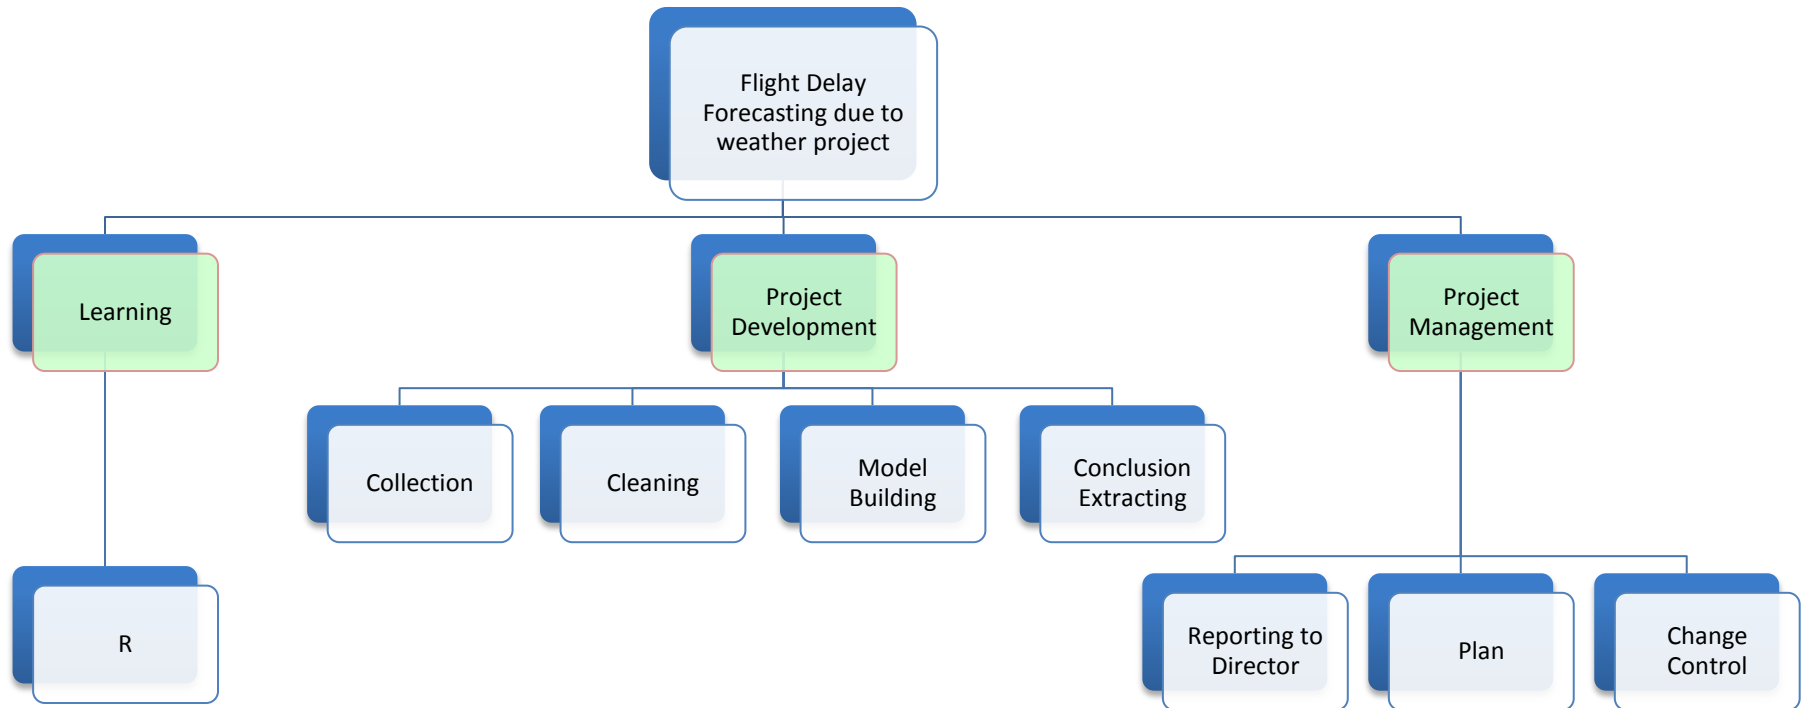 Flight Delay
Forecasting due to
weather project
Learning
Project
Development
Project
Management
Collection
Cleaning
Model
Building
Conclusion
Extracting
R
Reporting to
Director
Plan
Change
Control